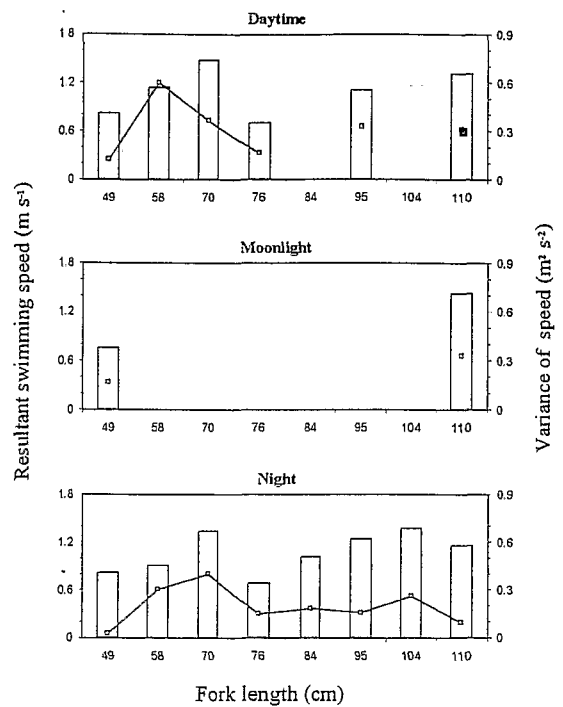 Daytime
1.8 0.9
1.2 0.6
0.6 0.3
0 0
49 58 70 76 84 95 104 110
Moonlight
1.8 0.9
1.2 0.6
0.6 0.3
0 0
49 58 70 76 84 95 104 110
Night
1.8 0.9
1.2 0.6
0.6 0.3
0 0
49 58 70 76 84 95 104 110
Resultant swimming speed (m s⁻¹)
Variance of speed (m² s⁻²)
Fork length (cm)